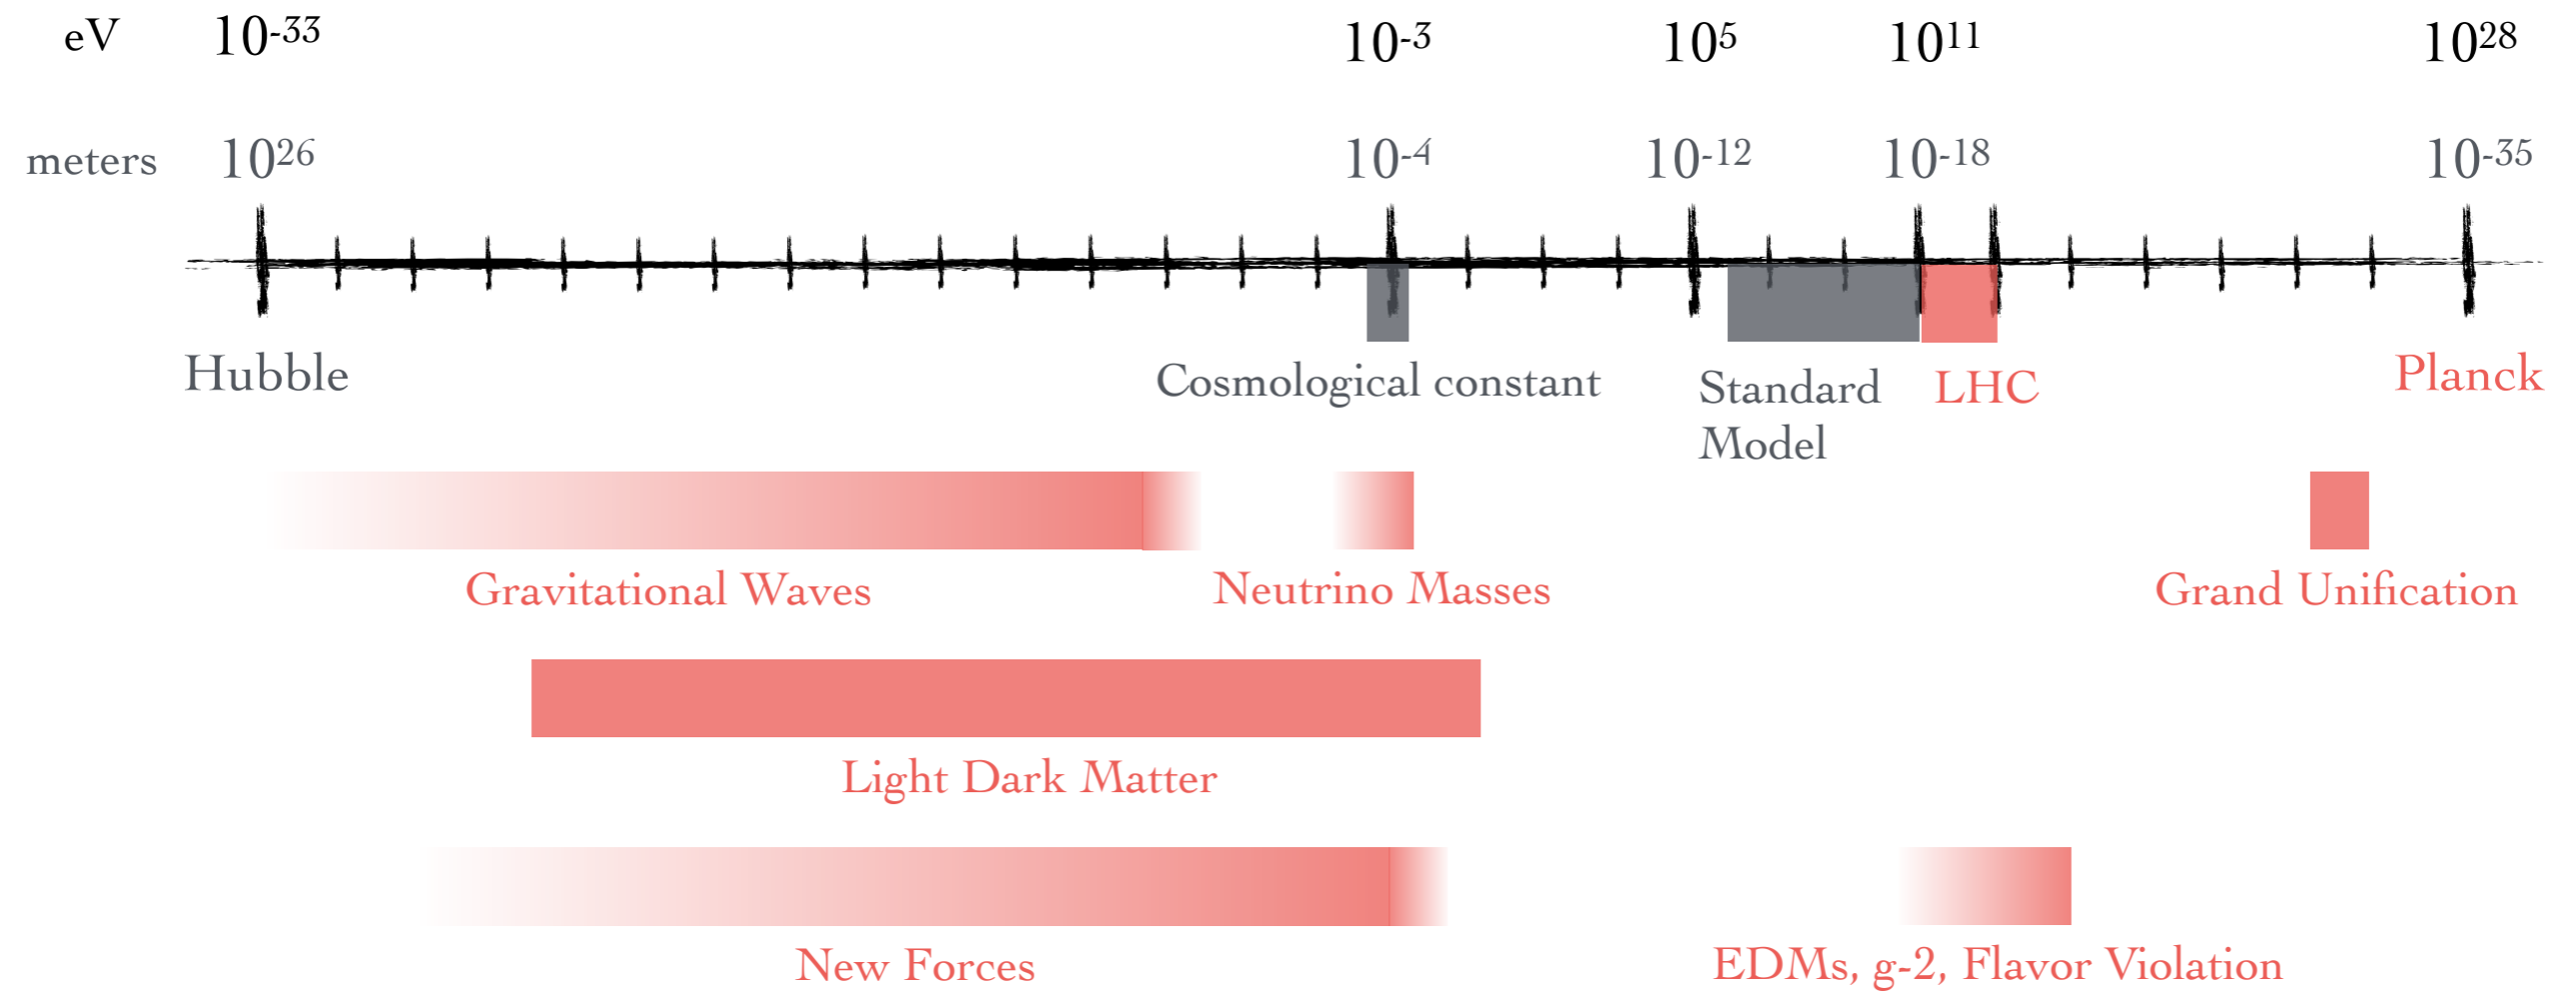 eV 10-33 10-3 105 1011 1028
meters 1026 10-4 10-12 10-18 10-35
Hubble Cosmological constant Standard Model LHC Planck
Gravitational Waves Neutrino Masses Grand Unification
Light Dark Matter
New Forces EDMs, g-2, Flavor Violation